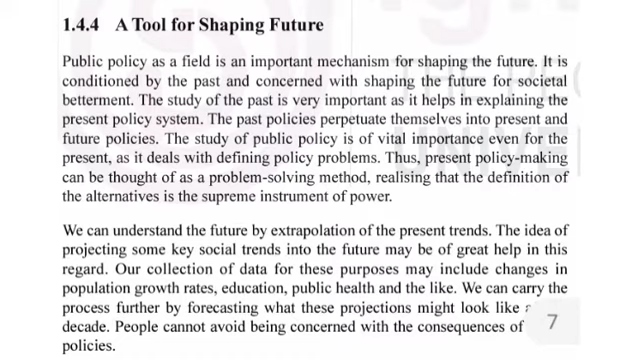 1.4.4 A Tool for Shaping Future
Public policy as a field is an important mechanism for shaping the future. It is
conditioned by the past and concerned with shaping the future for societal
betterment. The study of the past is very important as it helps in explaining the
present policy system. The past policies perpetuate themselves into present and
future policies. The study of public policy is of vital importance even for the
present, as it deals with defining policy problems. Thus, present policy-making
can be thought of as a problem-solving method, realising that the definition of
the alternatives is the supreme instrument of power.
We can understand the future by extrapolation of the present trends. The idea of
projecting some key social trends into the future may be of great help in this
regard. Our collection of data for these purposes may include changes in
population growth rates, education, public health and the like. We can carry the
process further by forecasting what these projections might look like
decade. People cannot avoid being concerned with the consequences of
policies.
7